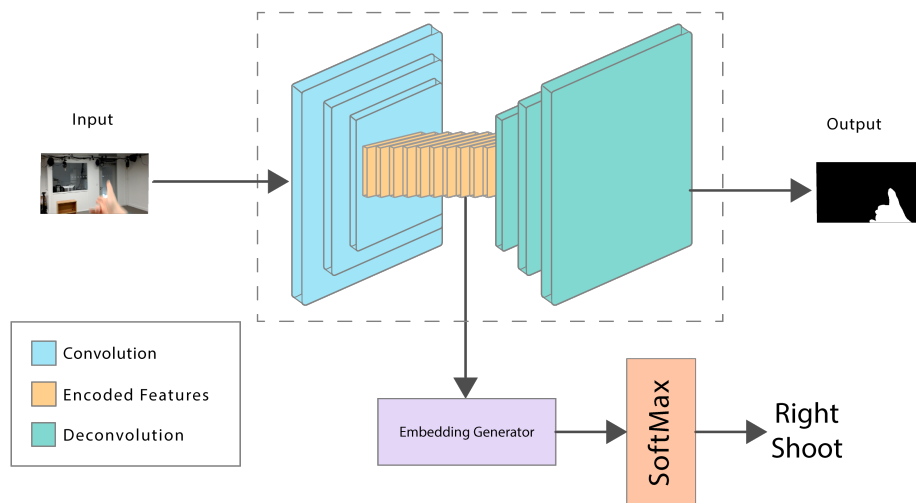 Input
Output
Convolution
Encoded Features
Deconvolution
Embedding Generator
SoftMax
Right
Shoot